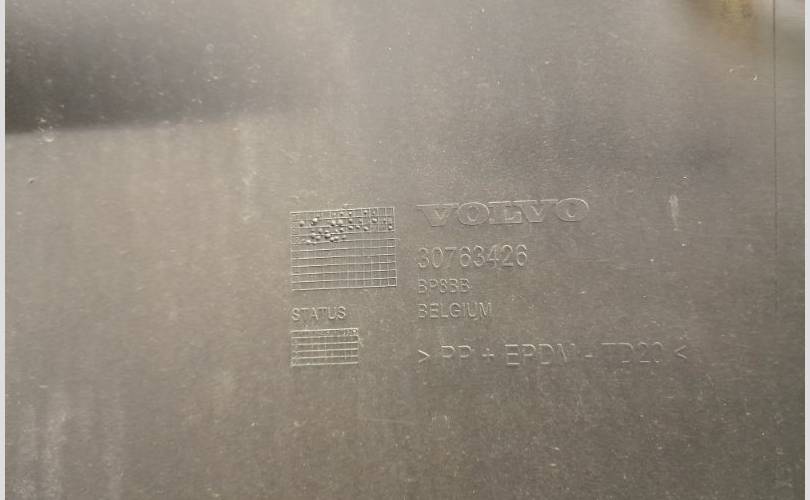 VOLVO
30763426
BP8BB
BELGIUM
STATUS
> PP + EPDM - TD20 <